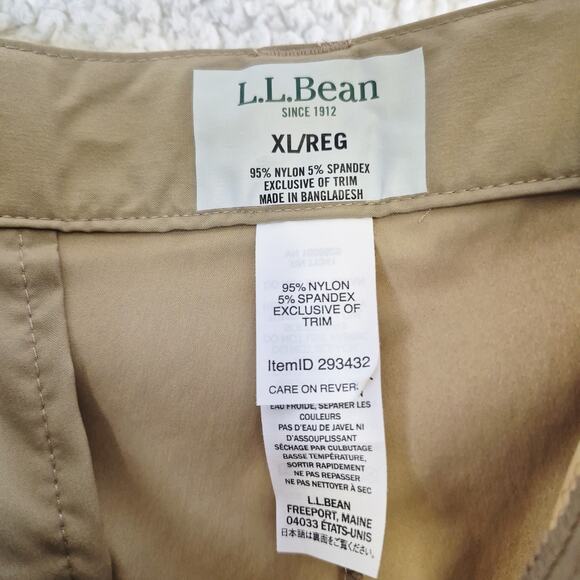 L.L.Bean
SINCE 1912
XL/REG
95% NYLON 5% SPANDEX
EXCLUSIVE OF TRIM
MADE IN BANGLADESH
95% NYLON
5% SPANDEX
EXCLUSIVE OF
TRIM
ItemID 293432
CARE ON REVERS
EAU FROIDE, SÉPARER LES
COULEURS
PAS D'EAU DE JAVEL NI
D'ASSOUPLISSANT
SÉCHAGE PAR CULBUTAGE
BASSE TEMPÉRATURE,
SORTIR RAPIDEMENT
NE PAS REPASSER
NE PAS NETTOYER À SEC
L.L.BEAN
FREEPORT, MAINE
04033 ÉTATS-UNIS
日本語は裏面をご覧ください。